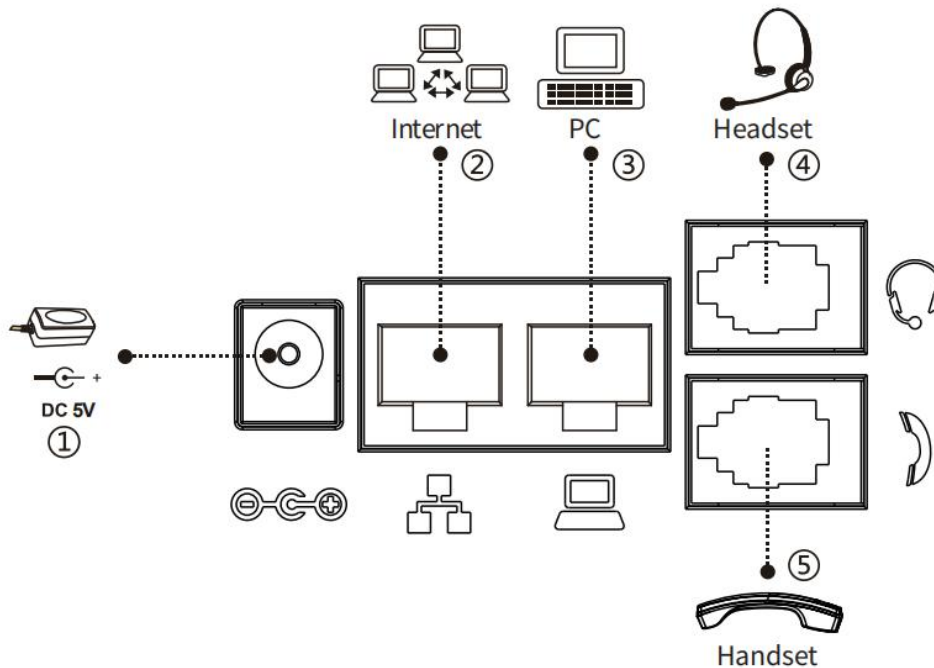 Internet
PC
Headset
②
③
④
+
DC 5V
①
⑤
Handset